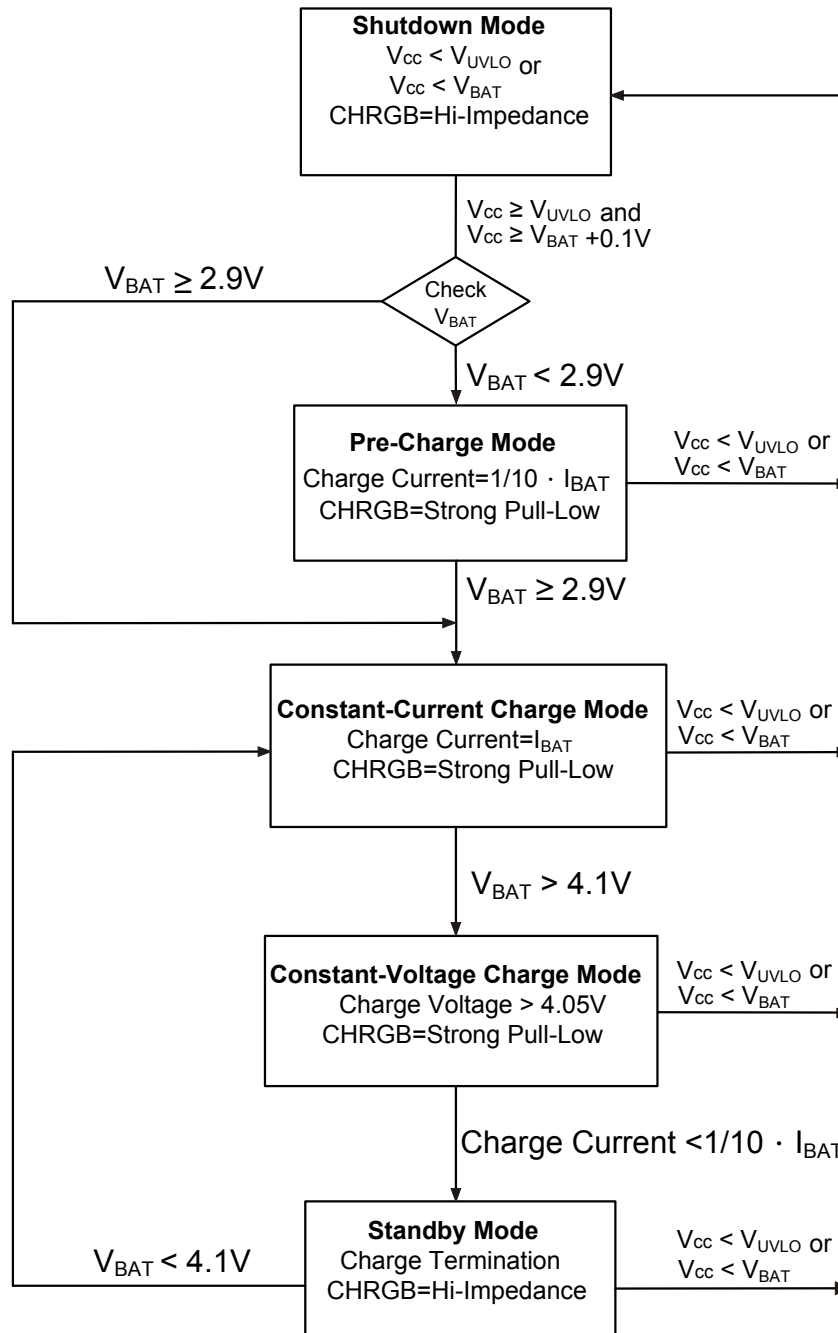 Shutdown Mode
Vcc < VUVLO or
Vcc < VBAT
CHRGB=Hi-Impedance
Vcc ≥ VUVLO and
Vcc ≥ VBAT +0.1V
VBAT ≥ 2.9V
Check
VBAT
VBAT < 2.9V
Pre-Charge Mode
Charge Current=1/10 · IBAT
CHRGB=Strong Pull-Low
Vcc < VUVLO or
Vcc < VBAT
VBAT ≥ 2.9V
Constant-Current Charge Mode
Charge Current=IBAT
CHRGB=Strong Pull-Low
Vcc < VUVLO or
Vcc < VBAT
VBAT > 4.1V
Constant-Voltage Charge Mode
Charge Voltage > 4.05V
CHRGB=Strong Pull-Low
Vcc < VUVLO or
Vcc < VBAT
Charge Current <1/10 · IBAT
Standby Mode
Charge Termination
CHRGB=Hi-Impedance
VBAT < 4.1V
Vcc < VUVLO or
Vcc < VBAT